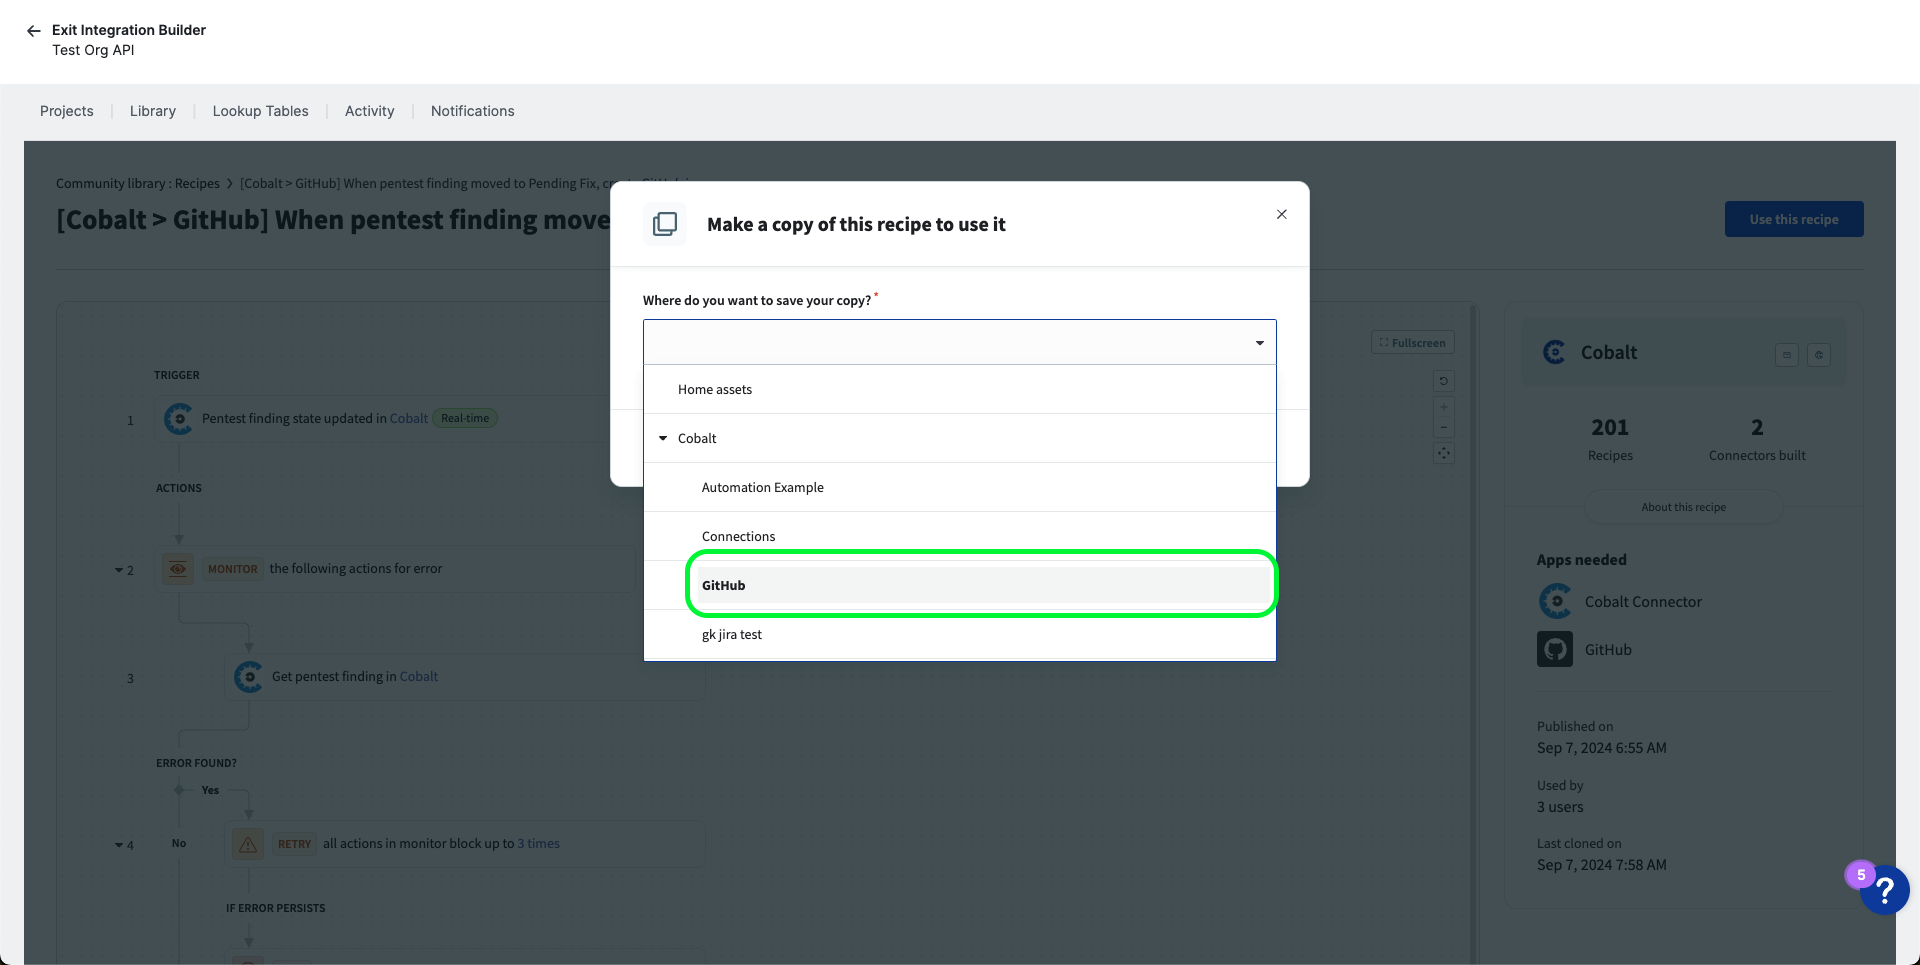 Exit Integration Builder
Test Org API
Projects
Library
Lookup Tables
Activity
Notifications
Community library : Recipes
[Cobalt > GitHub] When pentest finding moved to Pending Fix, create GitHub i
[Cobalt > GitHub] When pentest finding move
Use this recipe
Make a copy of this recipe to use it
Where do you want to save your copy? *
Home assets
Cobalt
Automation Example
Connections
GitHub
gk jira test
Fullscreen
TRIGGER
1
Pentest finding state updated in Cobalt Real-time
ACTIONS
2
MONITOR the following actions for error
3
Get pentest finding in Cobalt
ERROR FOUND?
Yes
No
4
RETRY all actions in monitor block up to 3 times
IF ERROR PERSISTS
Cobalt
201
Recipes
2
Connectors built
About this recipe
Apps needed
Cobalt Connector
GitHub
Published on
Sep 7, 2024 6:55 AM
Used by
3 users
Last cloned on
Sep 7, 2024 7:58 AM
5
?